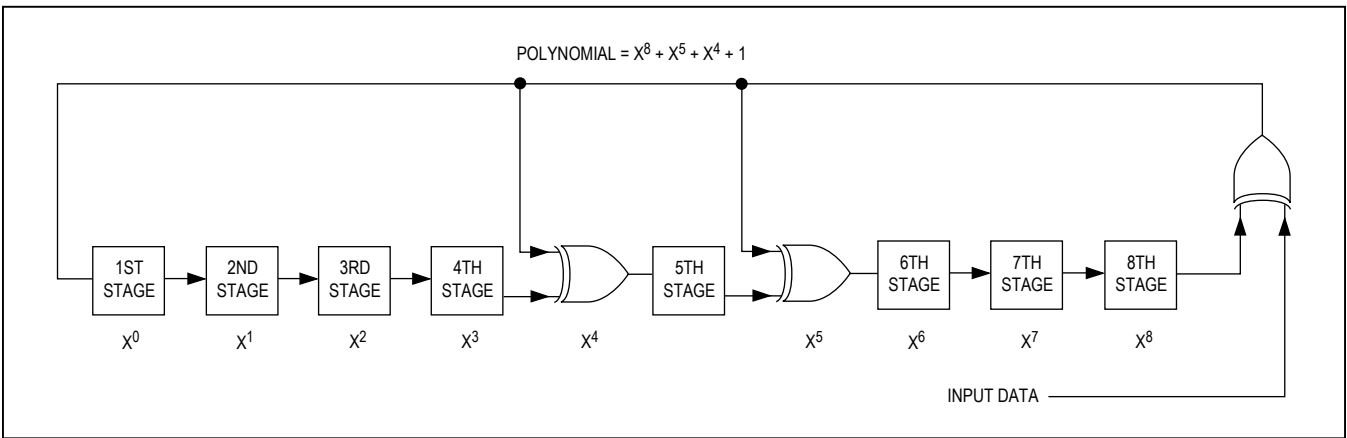 POLYNOMIAL = X⁸ + X⁵ + X⁴ + 1
1ST
STAGE
2ND
STAGE
3RD
STAGE
4TH
STAGE
5TH
STAGE
6TH
STAGE
7TH
STAGE
8TH
STAGE
X⁰
X¹
X²
X³
X⁴
X⁵
X⁶
X⁷
X⁸
INPUT DATA